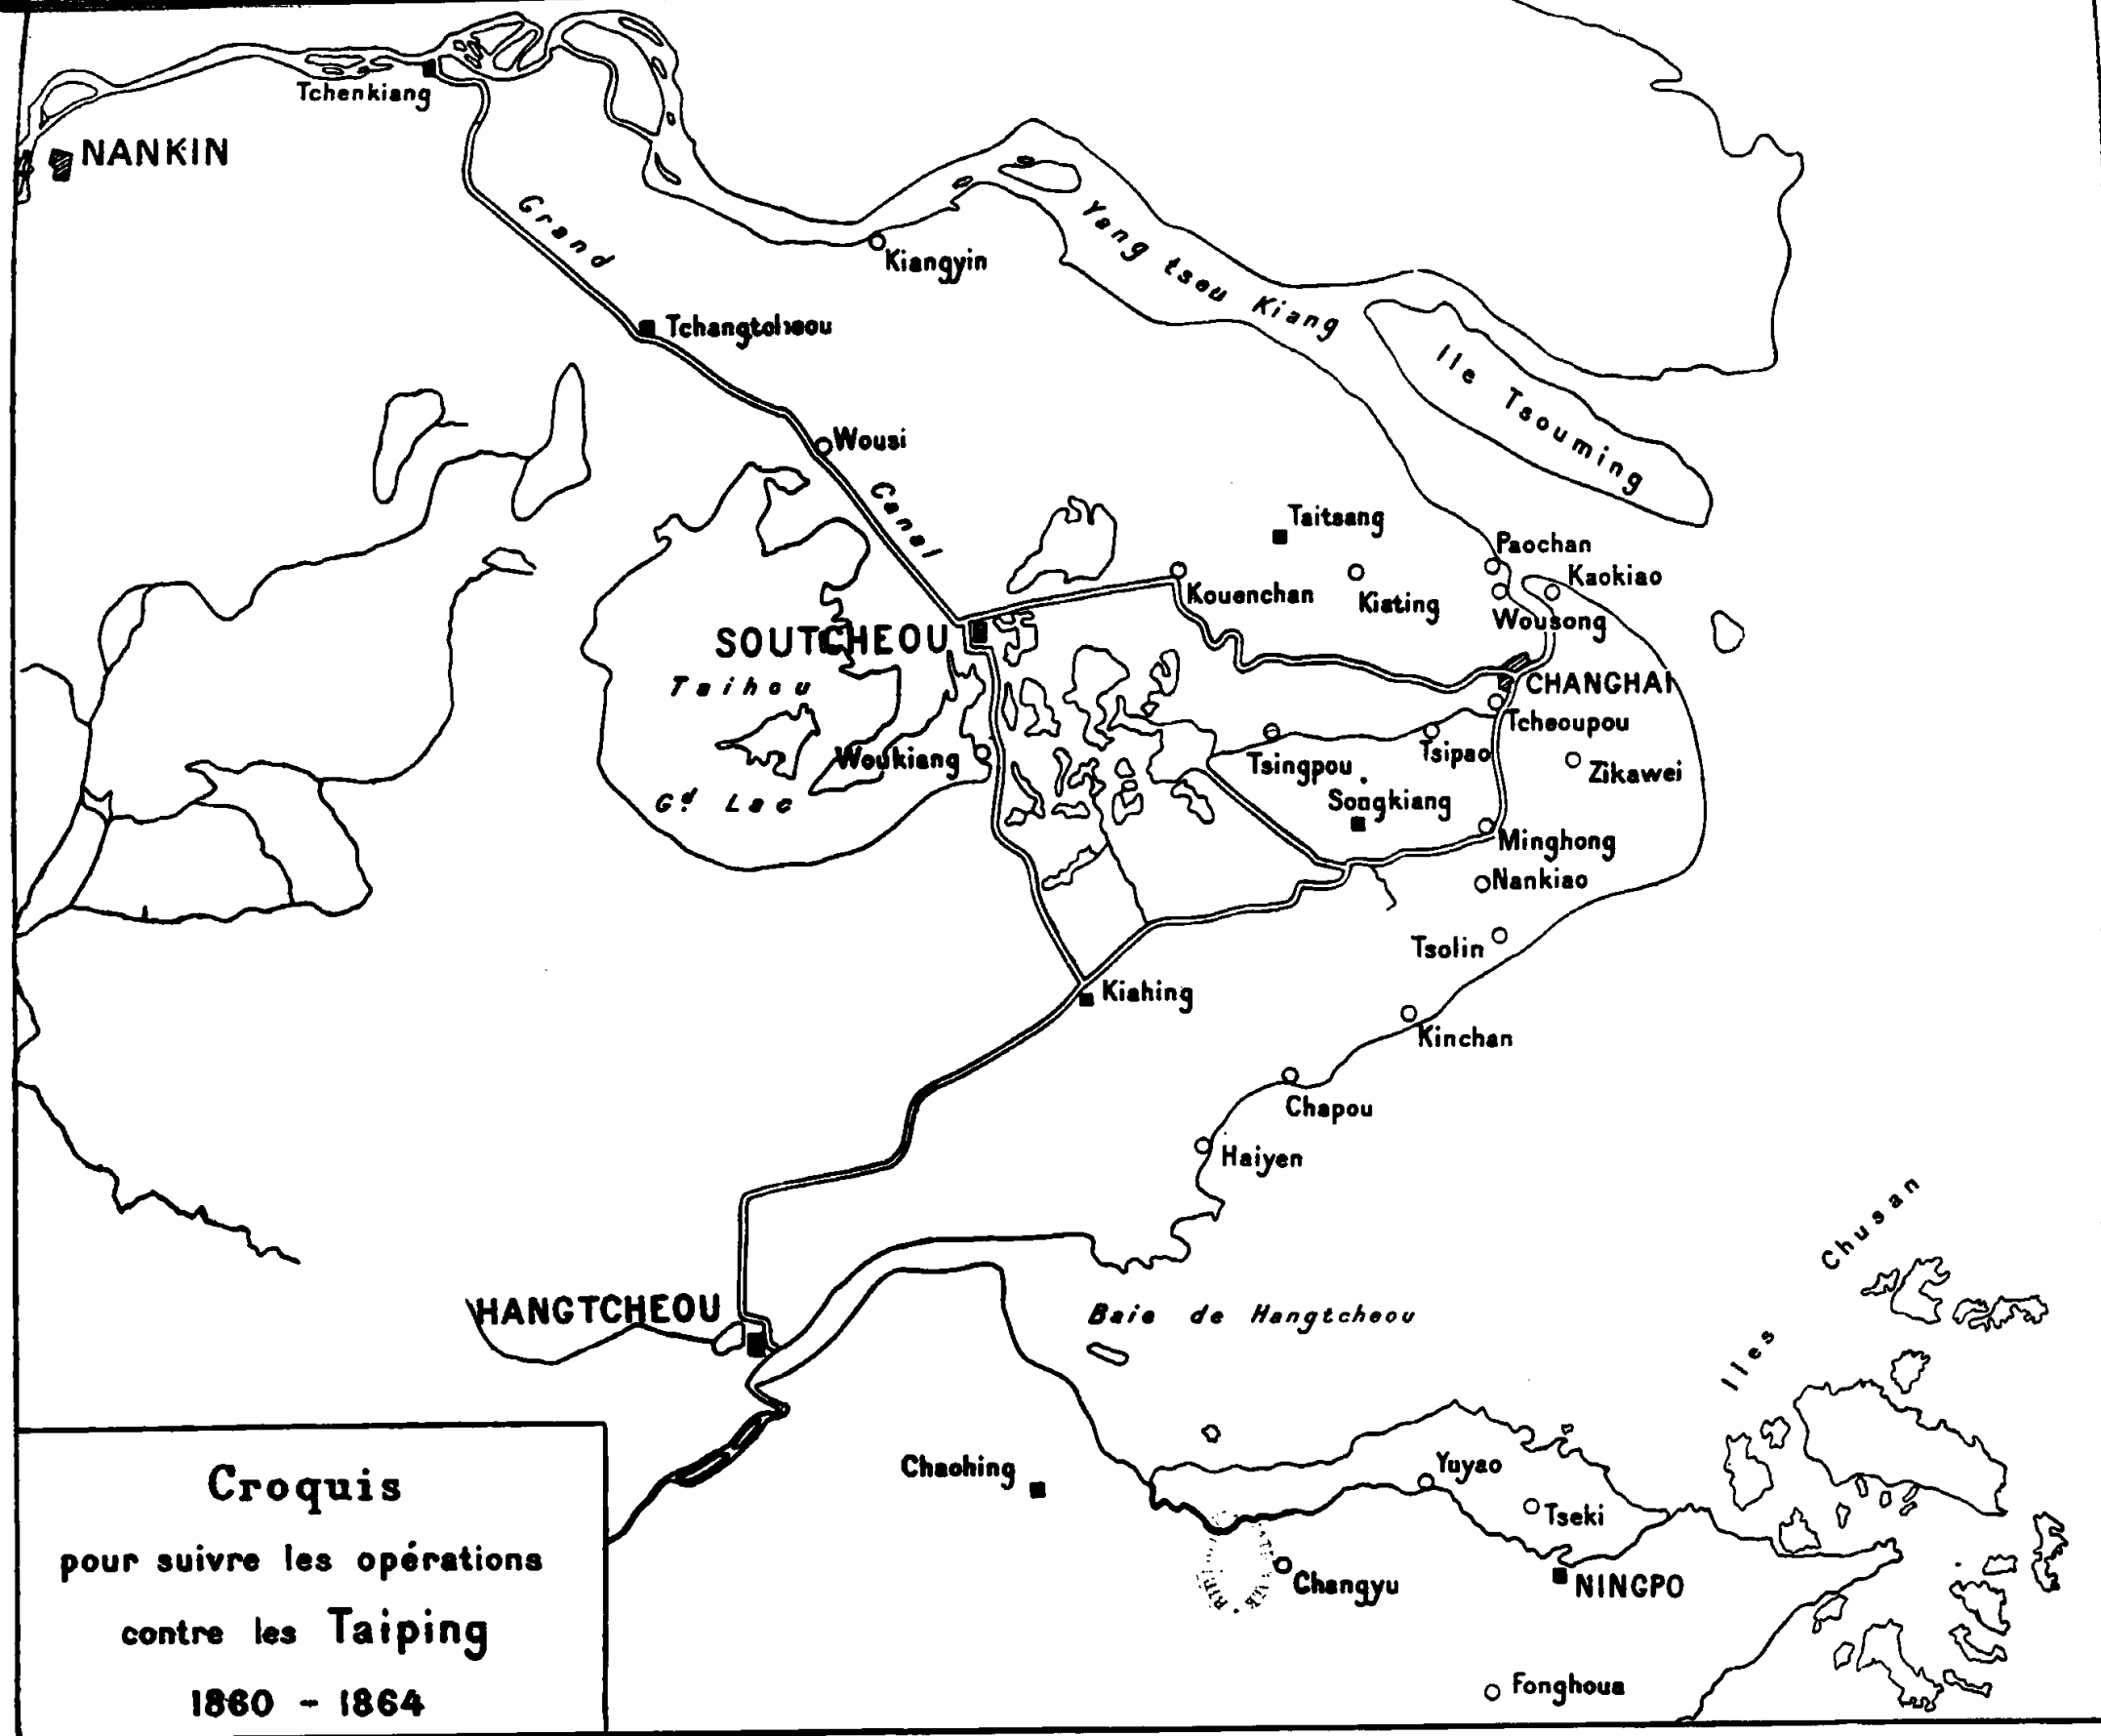 Tchenkiang
NANKIN
Grand
Kiangyin
Yang tseu Kiang
Tchangtcheou
Ile Tsouming
Wousi
Canal
Taitsang
Paochan
Kaokiao
Kouenchan
Kiating
Wousong
SOUTCHEOU
CHANGHAI
Taihou
Tcheoupou
Woukiang
Tsingpou
Tsipao
Zikawei
Gd Lac
Songkiang
Minghong
Nankiao
Tsolin
Kiahing
Kinchan
Chapou
Haiyen
Iles Chusan
HANGTCHEOU
Baie de Hangtcheou
Chaohing
Yuyao
Tseki
Changyu
NINGPO
Fonghoua
Croquis
pour suivre les opérations
contre les Taiping
1860 - 1864